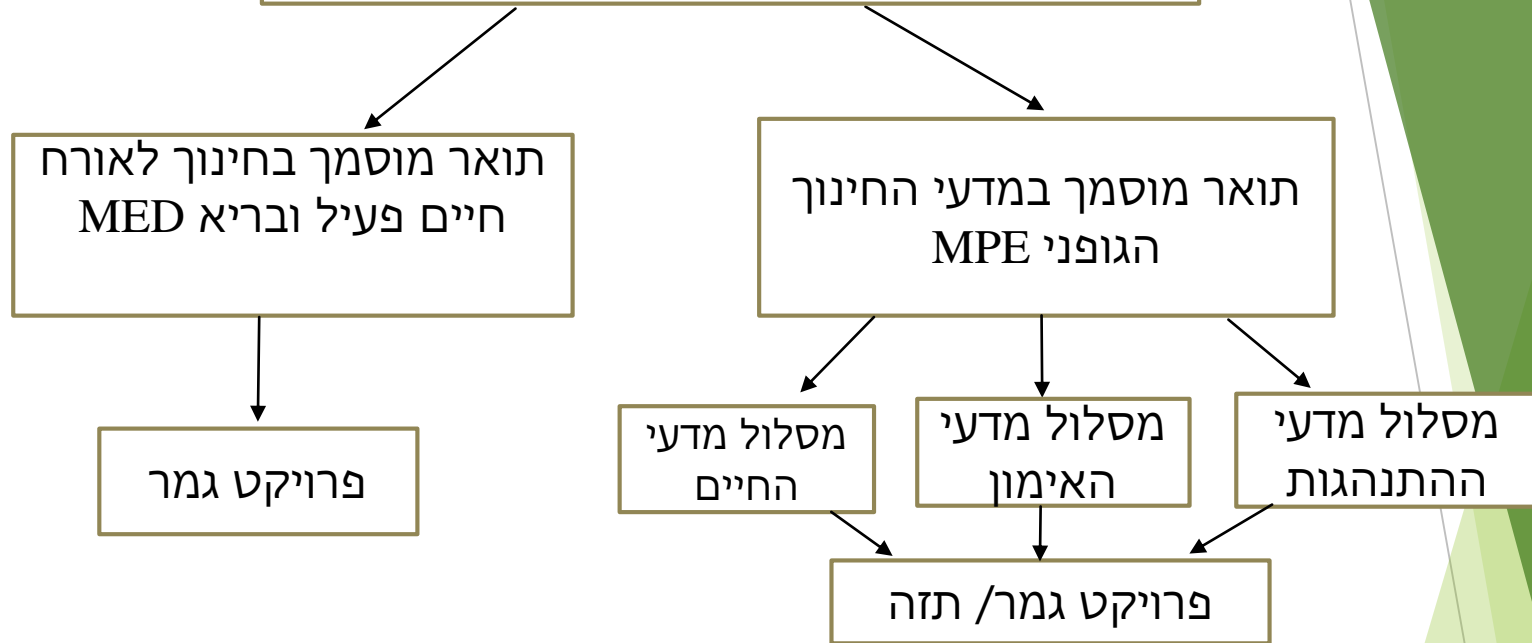 תואר מוסמך במדעי החינוך
הגופני MPE
תואר מוסמך בחינוך לאורח
חיים פעיל ובריא MED
מסלול מדעי
ההתנהגות
מסלול מדעי
האימון
מסלול מדעי
החיים
פרויקט גמר/ תזה
פרויקט גמר